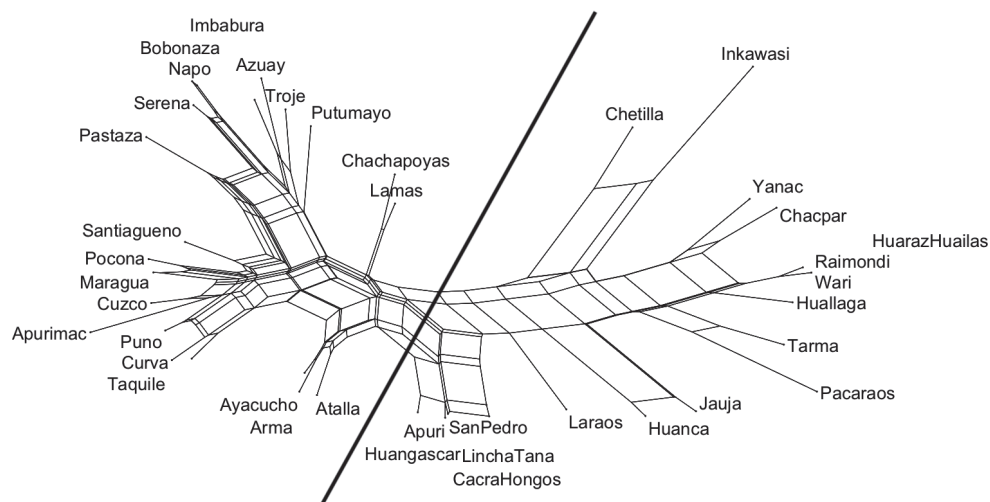 Imbabura
Bobonaza
Napo
Azuay
Serena
Troje
Putumayo
Pastaza
Chachapoyas
Lamas
Santiagueno
Pocona
Maragua
Cuzco
Apurimac
Puno
Curva
Taquile
Ayacucho
Arma
Atalla
Inkawasi
Chetilla
Yanac
Chacpar
HuarazHuailas
Raimondi
Wari
Huallaga
Tarma
Pacaraos
Jauja
Huanca
Laraos
Apuri SanPedro
Huangascar LinchaTana
CacraHongos